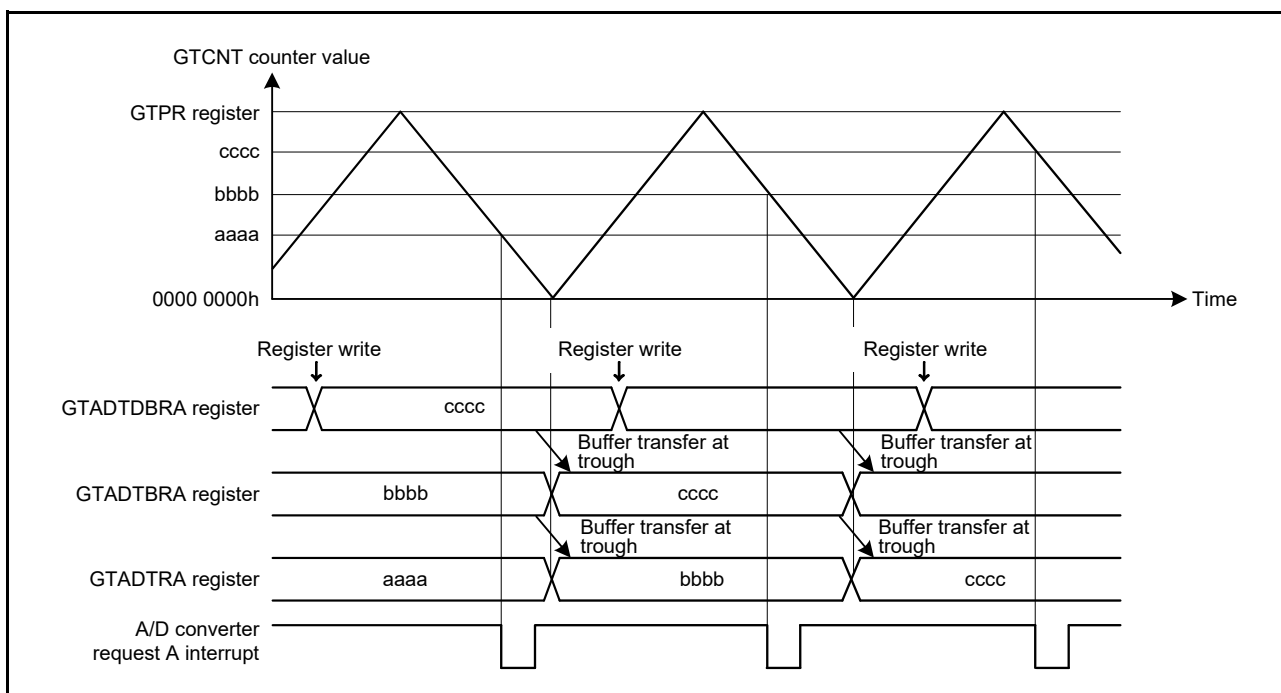 GTCNT counter value
GTPR register
cccc
bbbb
aaaa
0000 0000h
Time
Register write
Register write
Register write
GTADTDBRA register
cccc
Buffer transfer at
trough
Buffer transfer at
trough
GTADTBRA register
bbbb
cccc
Buffer transfer at
trough
Buffer transfer at
trough
GTADTRA register
aaaa
bbbb
cccc
A/D converter
request A interrupt